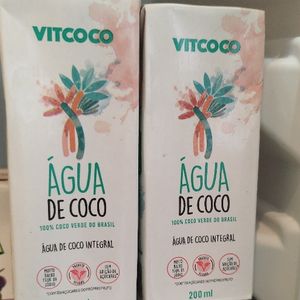 VITCOCO
ÁGUA
DE COCO
100% COCO VERDE DO BRASIL
ÁGUA DE COCO INTEGRAL
VITCOCO
ÁGUA
DE COCO
100% COCO VERDE DO BRASIL
ÁGUA DE COCO INTEGRAL
200 ml